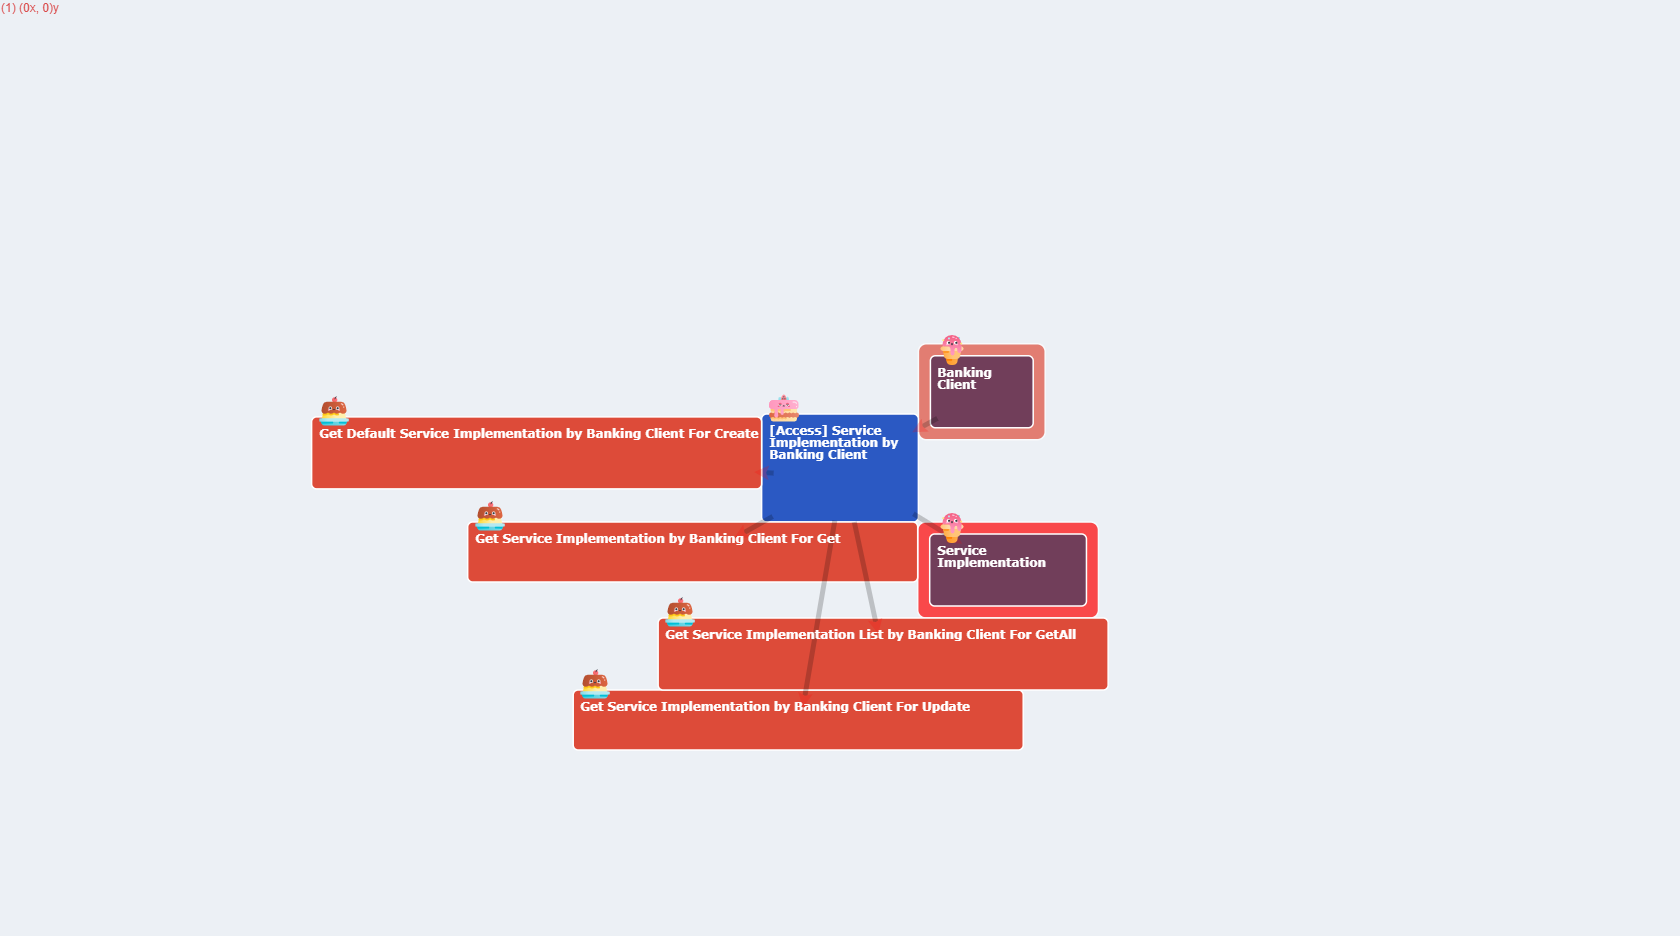 (1) (0x, 0)y
Banking
Client
Get Default Service Implementation by Banking Client For Create
[Access] Service
Implementation by
Banking Client
Get Service Implementation by Banking Client For Get
Service
Implementation
Get Service Implementation List by Banking Client For GetAll
Get Service Implementation by Banking Client For Update